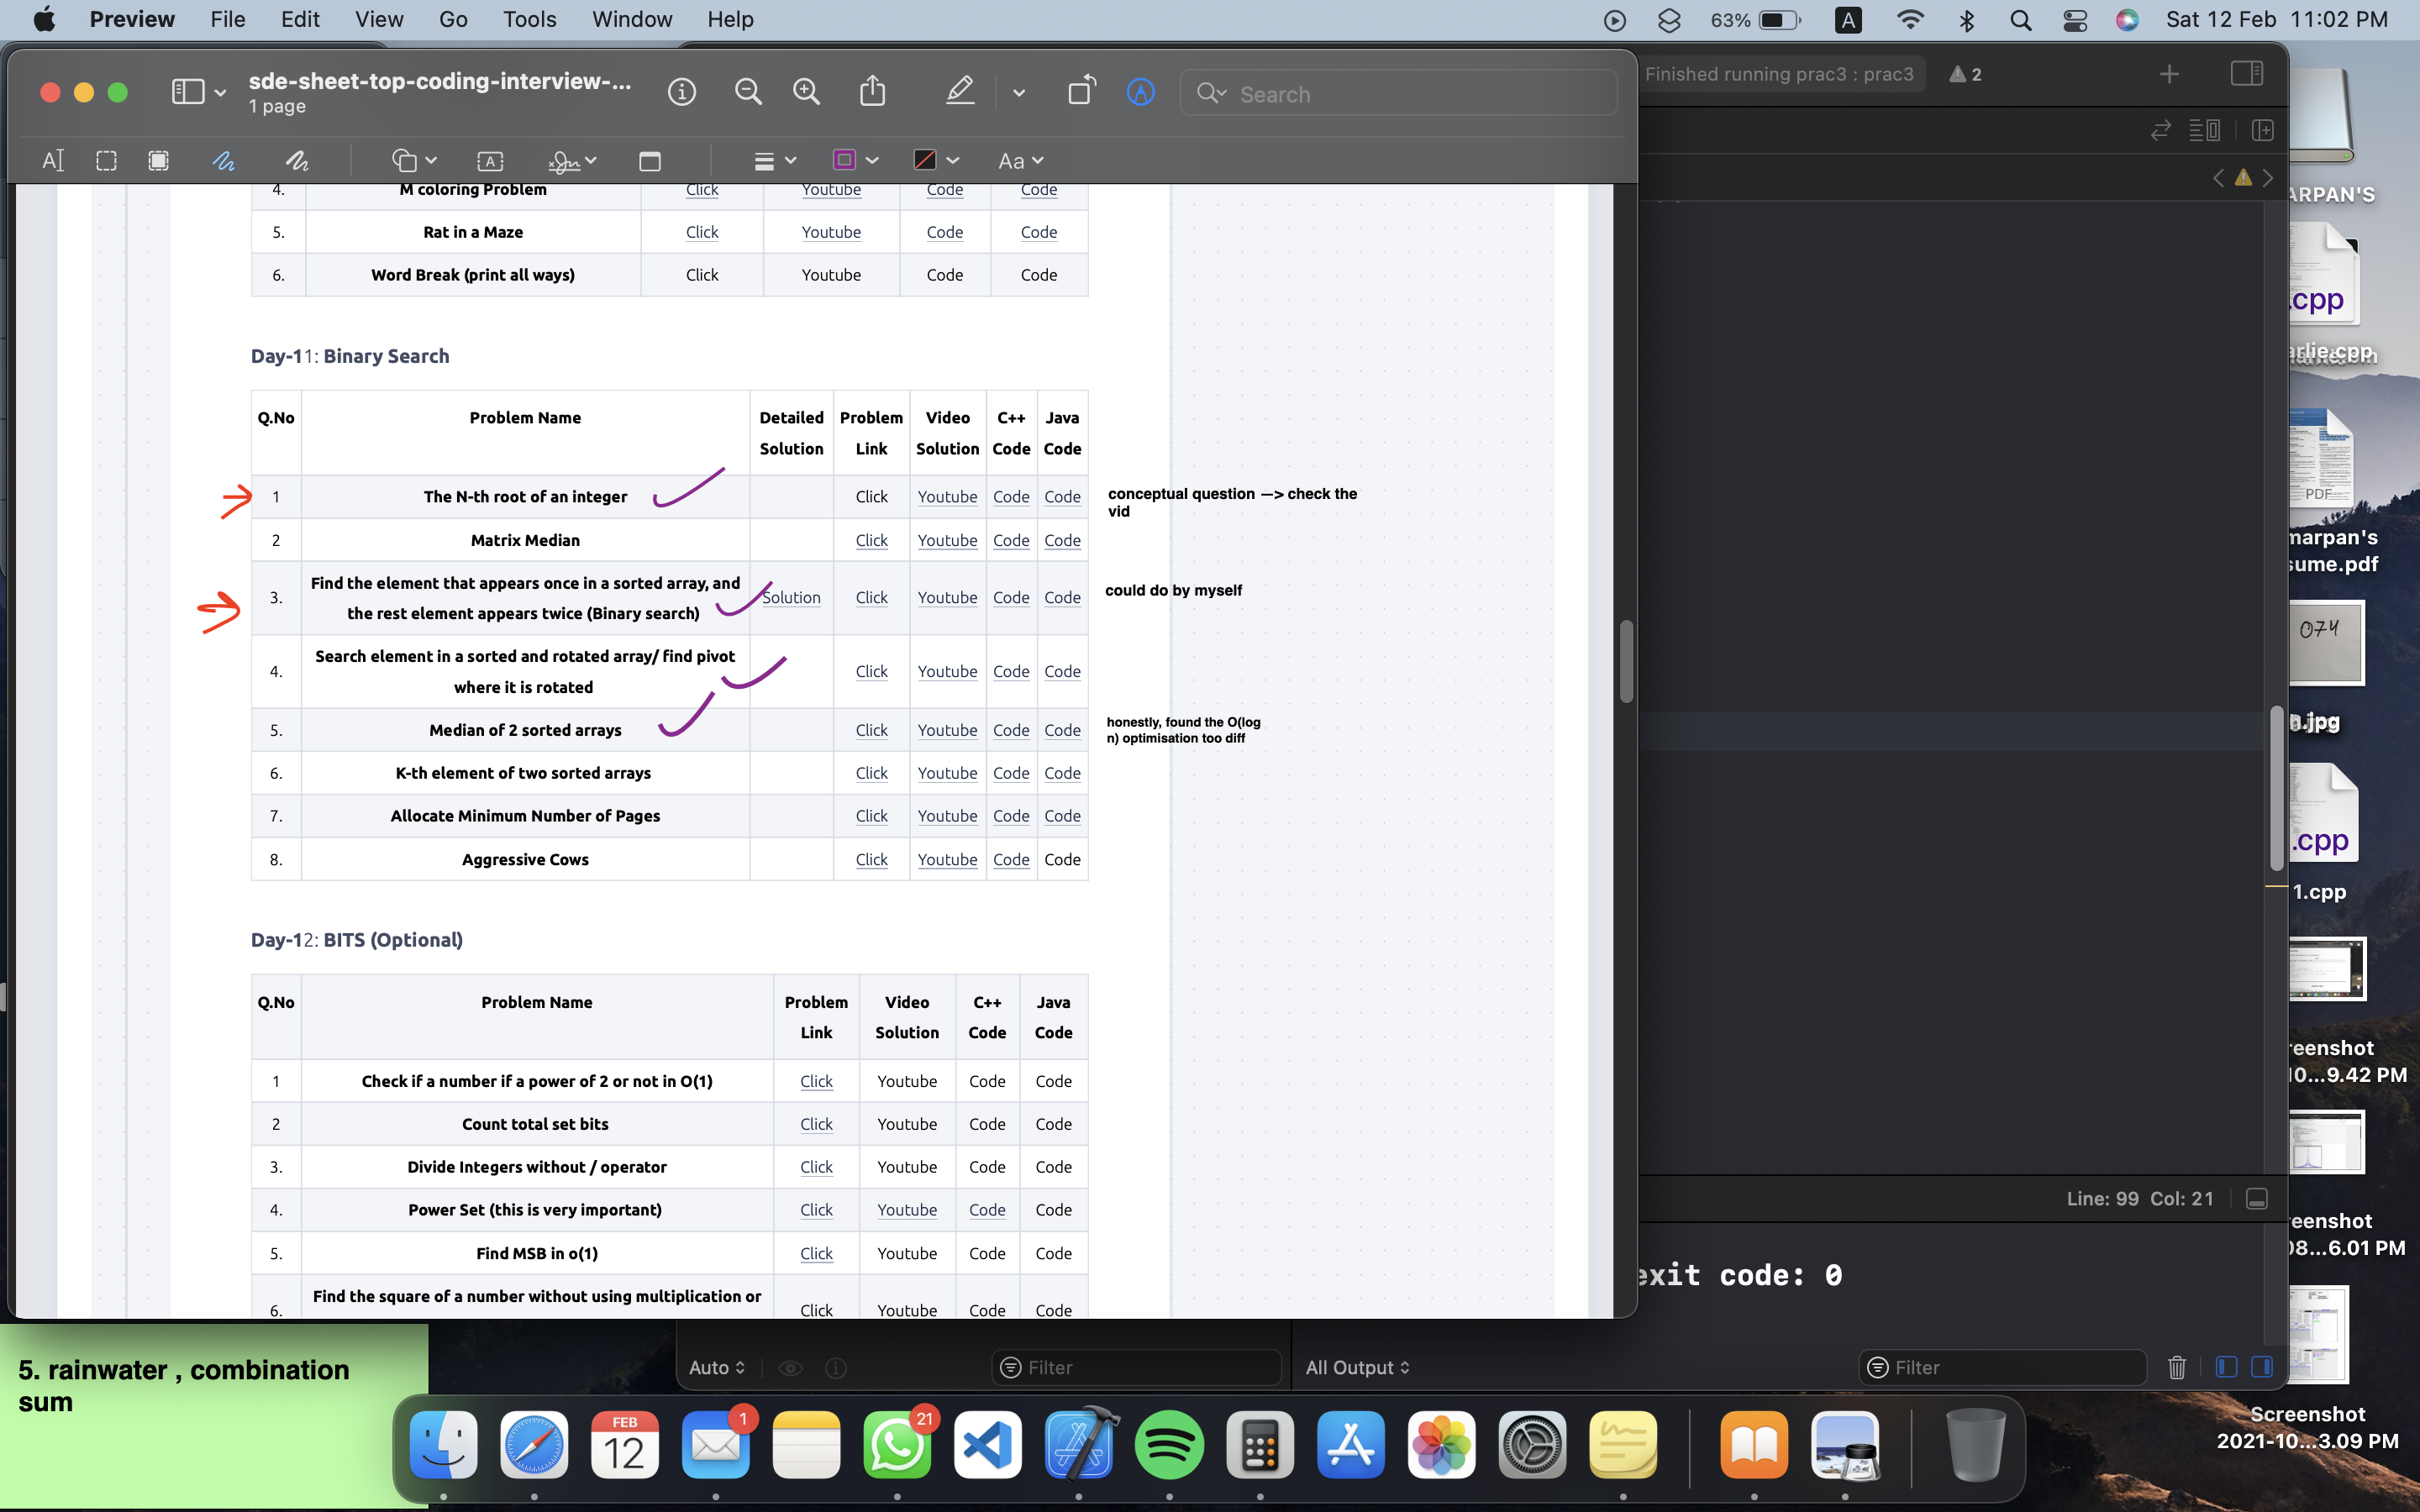 Preview File Edit View Go Tools Window Help 63% A Sat 12 Feb 11:02 PM
sde-sheet-top-coding-interview-...
1 page
Search
Finished running prac3 : prac3 2
A Aa
4. M coloring Problem Click Youtube Code Code
5. Rat in a Maze Click Youtube Code Code
6. Word Break (print all ways) Click Youtube Code Code
Day-11: Binary Search
Q.No Problem Name Detailed Solution Problem Link Video Solution C++ Code Java Code
1 The N-th root of an integer Click Youtube Code Code
conceptual question —> check the
vid
2 Matrix Median Click Youtube Code Code
3. Find the element that appears once in a sorted array, and
the rest element appears twice (Binary search) Solution Click Youtube Code Code
could do by myself
4. Search element in a sorted and rotated array/ find pivot
where it is rotated Click Youtube Code Code
5. Median of 2 sorted arrays Click Youtube Code Code
honestly, found the O(log
n) optimisation too diff
6. K-th element of two sorted arrays Click Youtube Code Code
7. Allocate Minimum Number of Pages Click Youtube Code Code
8. Aggressive Cows Click Youtube Code Code
Day-12: BITS (Optional)
Q.No Problem Name Problem Link Video Solution C++ Code Java Code
1 Check if a number if a power of 2 or not in O(1) Click Youtube Code Code
2 Count total set bits Click Youtube Code Code
3. Divide Integers without / operator Click Youtube Code Code
4. Power Set (this is very important) Click Youtube Code Code
5. Find MSB in o(1) Click Youtube Code Code
6. Find the square of a number without using multiplication or
Click Youtube Code Code
Line: 99 Col: 21
exit code: 0
Auto Filter All Output Filter
5. rainwater , combination
sum
ARPAN'S
.cpp
arlie.cpp
PDF
marpan's
sume.pdf
074
.jpg
.cpp
1.cpp
reenshot
10...9.42 PM
reenshot
08...6.01 PM
Screenshot
2021-10...3.09 PM
FEB
12
1
21